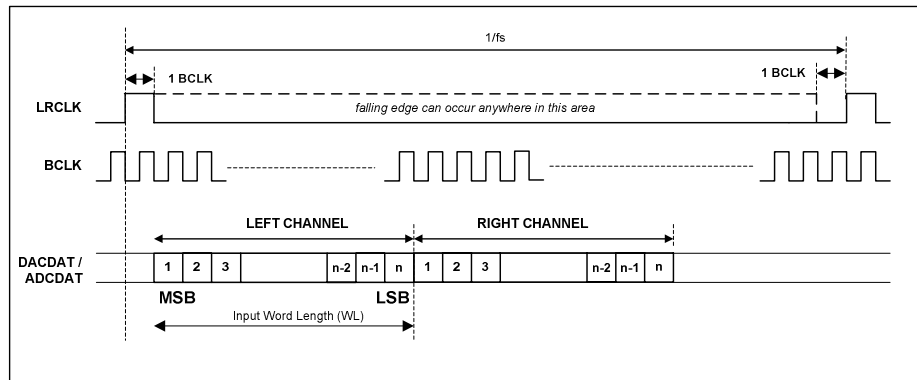 1/fs
1 BCLK
1 BCLK
LRCLK
falling edge can occur anywhere in this area
BCLK
LEFT CHANNEL
RIGHT CHANNEL
DACDAT /
ADCDAT
1 2 3 n-2 n-1 n 1 2 3 n-2 n-1 n
MSB
LSB
Input Word Length (WL)